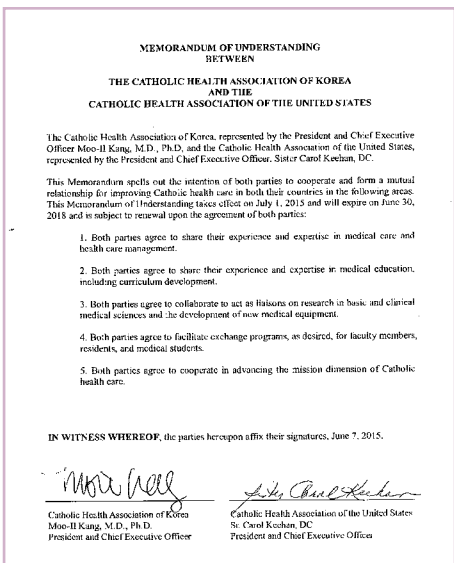 MEMORANDUM OF UNDERSTANDING
BETWEEN
THE CATHOLIC HEALTH ASSOCIATION OF KOREA
AND THE
CATHOLIC HEALTH ASSOCIATION OF THE UNITED STATES
The Catholic Health Association of Korea, represented by the President and Chief Executive
Officer Moo-Il Kang, M.D., Ph.D, and the Catholic Health Association of the United States,
represented by the President and Chief Executive Officer, Sister Carol Keehan, DC.
This Memorandum spells out the intention of both parties to cooperate and form a mutual
relationship for improving Catholic health care in both their countries in the following areas.
This Memorandum of Understanding takes effect on July 1, 2015 and will expire on June 30,
2018 and is subject to renewal upon the agreement of both parties:
1. Both parties agree to share their experience and expertise in medical care and
health care management.
2. Both parties agree to share their experience and expertise in medical education,
including curriculum development.
3. Both parties agree to collaborate to act as liaisons on research in basic and clinical
medical sciences and the development of new medical equipment.
4. Both parties agree to facilitate exchange programs, as desired, for faculty members,
residents, and medical students.
5. Both parties agree to cooperate in advancing the mission dimension of Catholic
health care.
IN WITNESS WHEREOF, the parties hereupon affix their signatures, June 7, 2015.
Sister Carol Keehan
Catholic Health Association of Korea
Moo-Il Kang, M.D., Ph.D.
President and Chief Executive Officer
Catholic Health Association of the United States
Sr. Carol Keehan, DC
President and Chief Executive Officer